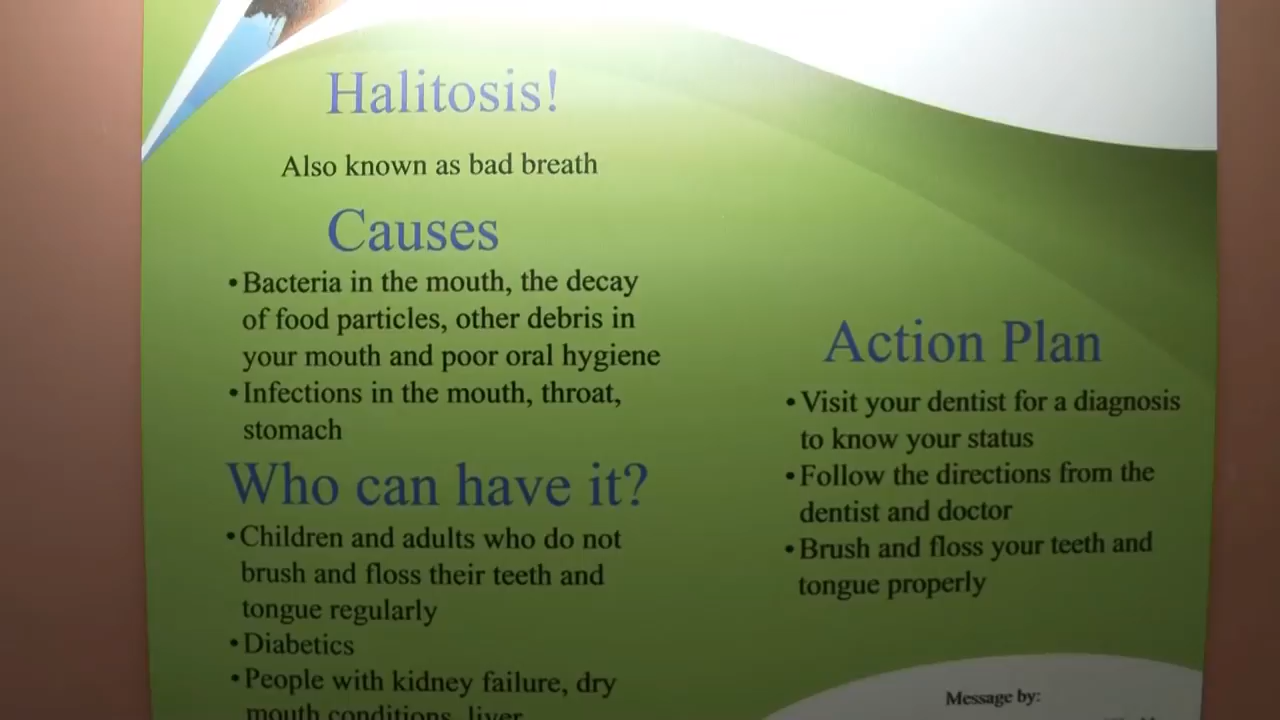 Halitosis!
Also known as bad breath
Causes
•Bacteria in the mouth, the decay
of food particles, other debris in
your mouth and poor oral hygiene
•Infections in the mouth, throat,
stomach
Who can have it?
•Children and adults who do not
brush and floss their teeth and
tongue regularly
•Diabetics
•People with kidney failure, dry
mouth conditions, liver
Action Plan
•Visit your dentist for a diagnosis
to know your status
•Follow the directions from the
dentist and doctor
•Brush and floss your teeth and
tongue properly
Message by: